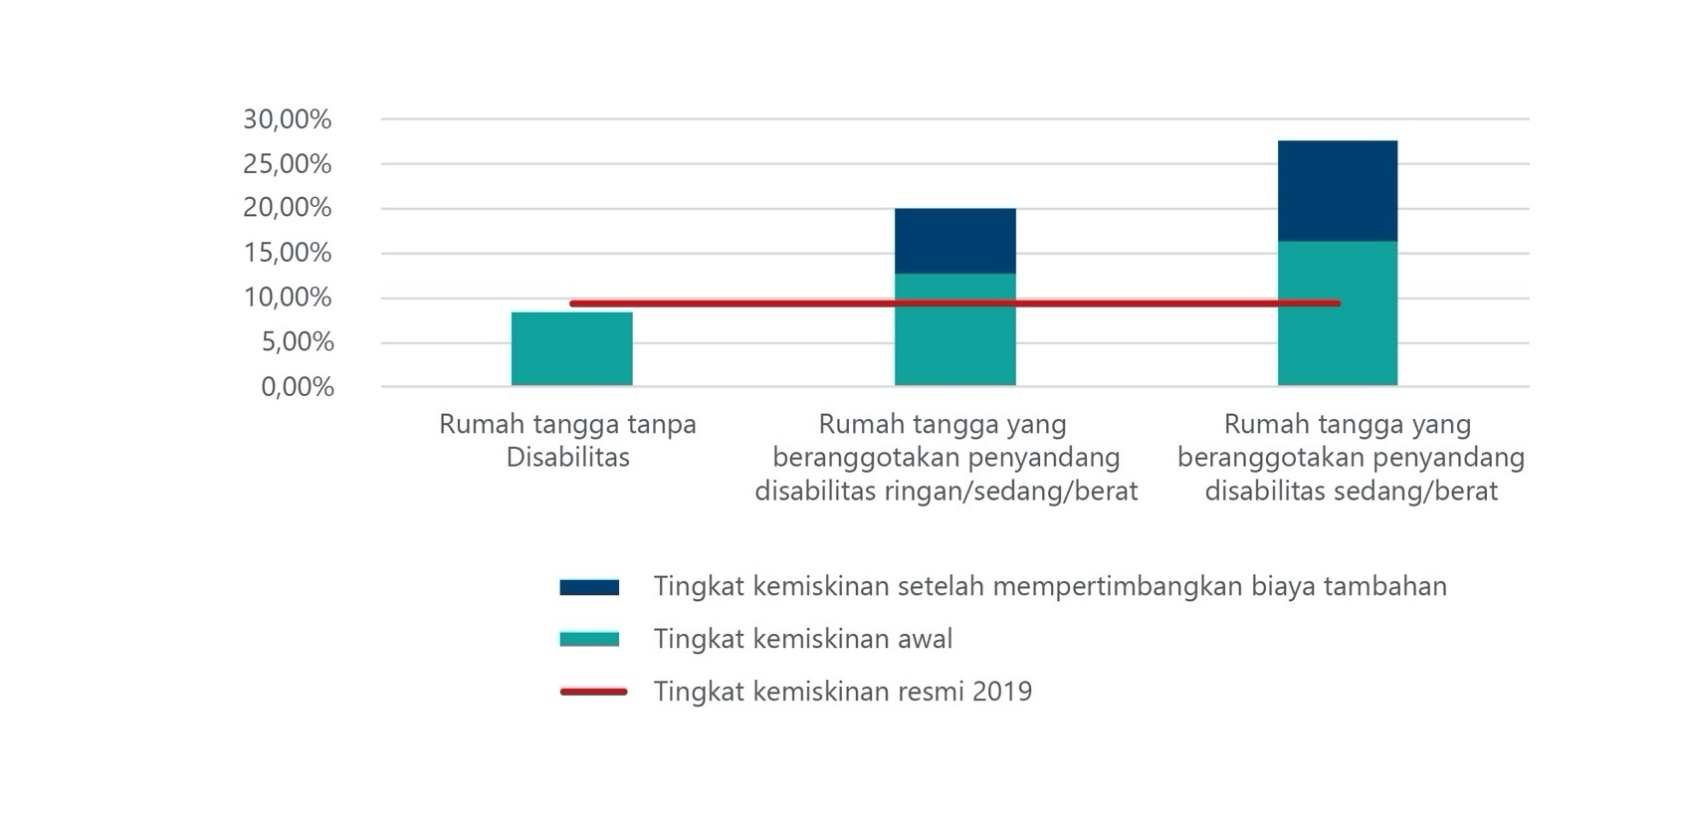 30,00%
25,00%
20,00%
15,00%
10,00%
5,00%
0,00%
Rumah tangga tanpa
Disabilitas
Rumah tangga yang
beranggotakan penyandang
disabilitas ringan/sedang/berat
Rumah tangga yang
beranggotakan penyandang
disabilitas sedang/berat
Tingkat kemiskinan setelah mempertimbangkan biaya tambahan
Tingkat kemiskinan awal
Tingkat kemiskinan resmi 2019